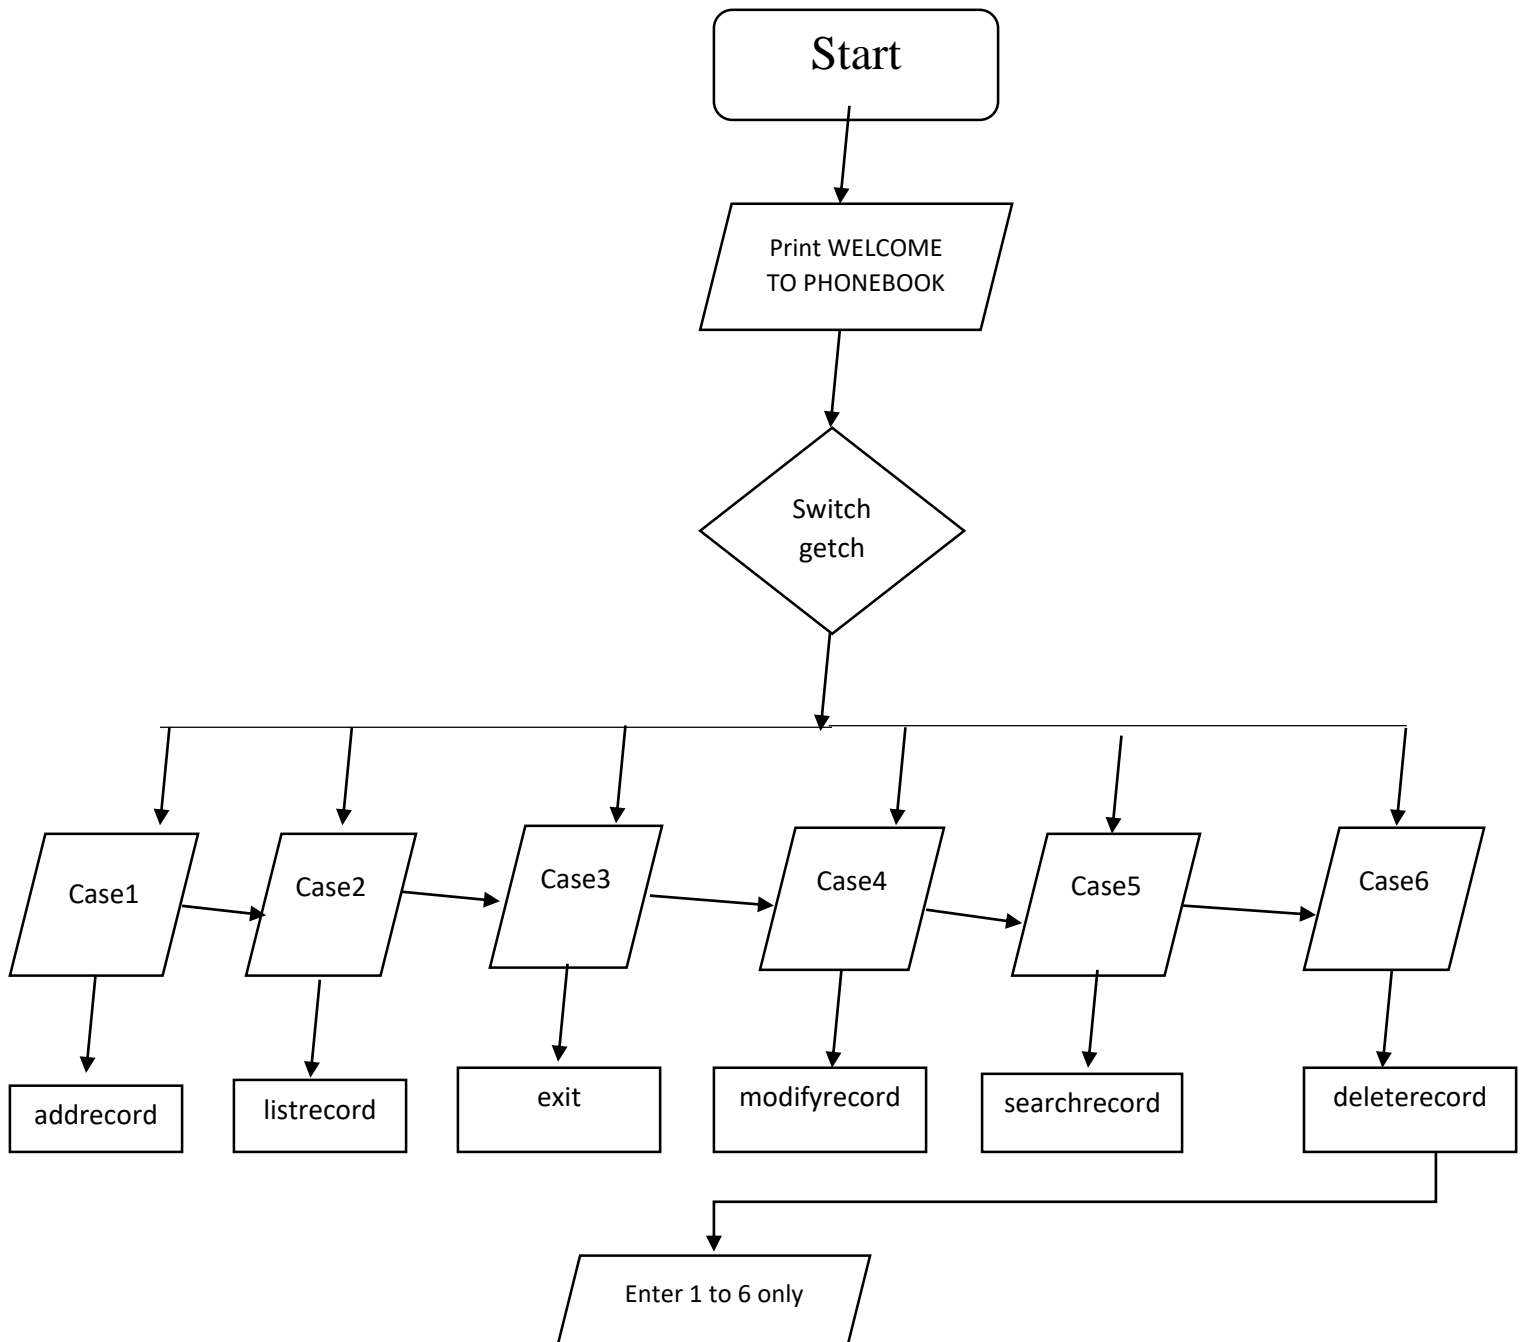 Start
Print WELCOME
TO PHONEBOOK
Switch
getch
Case1
Case2
Case3
Case4
Case5
Case6
addrecord
listrecord
exit
modifyrecord
searchrecord
deleterecord
Enter 1 to 6 only